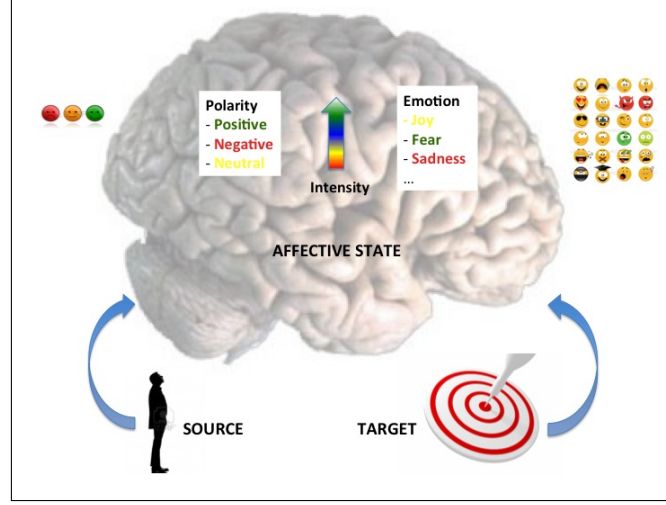 Polarity
- Positive
- Negative
- Neutral
Intensity
Emotion
- Joy
- Fear
- Sadness
...
AFFECTIVE STATE
SOURCE
TARGET